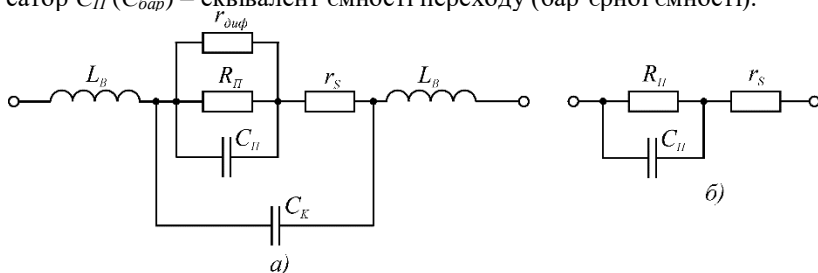 сатор C_П (C_бар) – еквівалент ємності переходу (бар'єрної ємності).
r_диф
L_В R_П r_S L_В R_П r_S
C_П C_П
C_К
а) б)